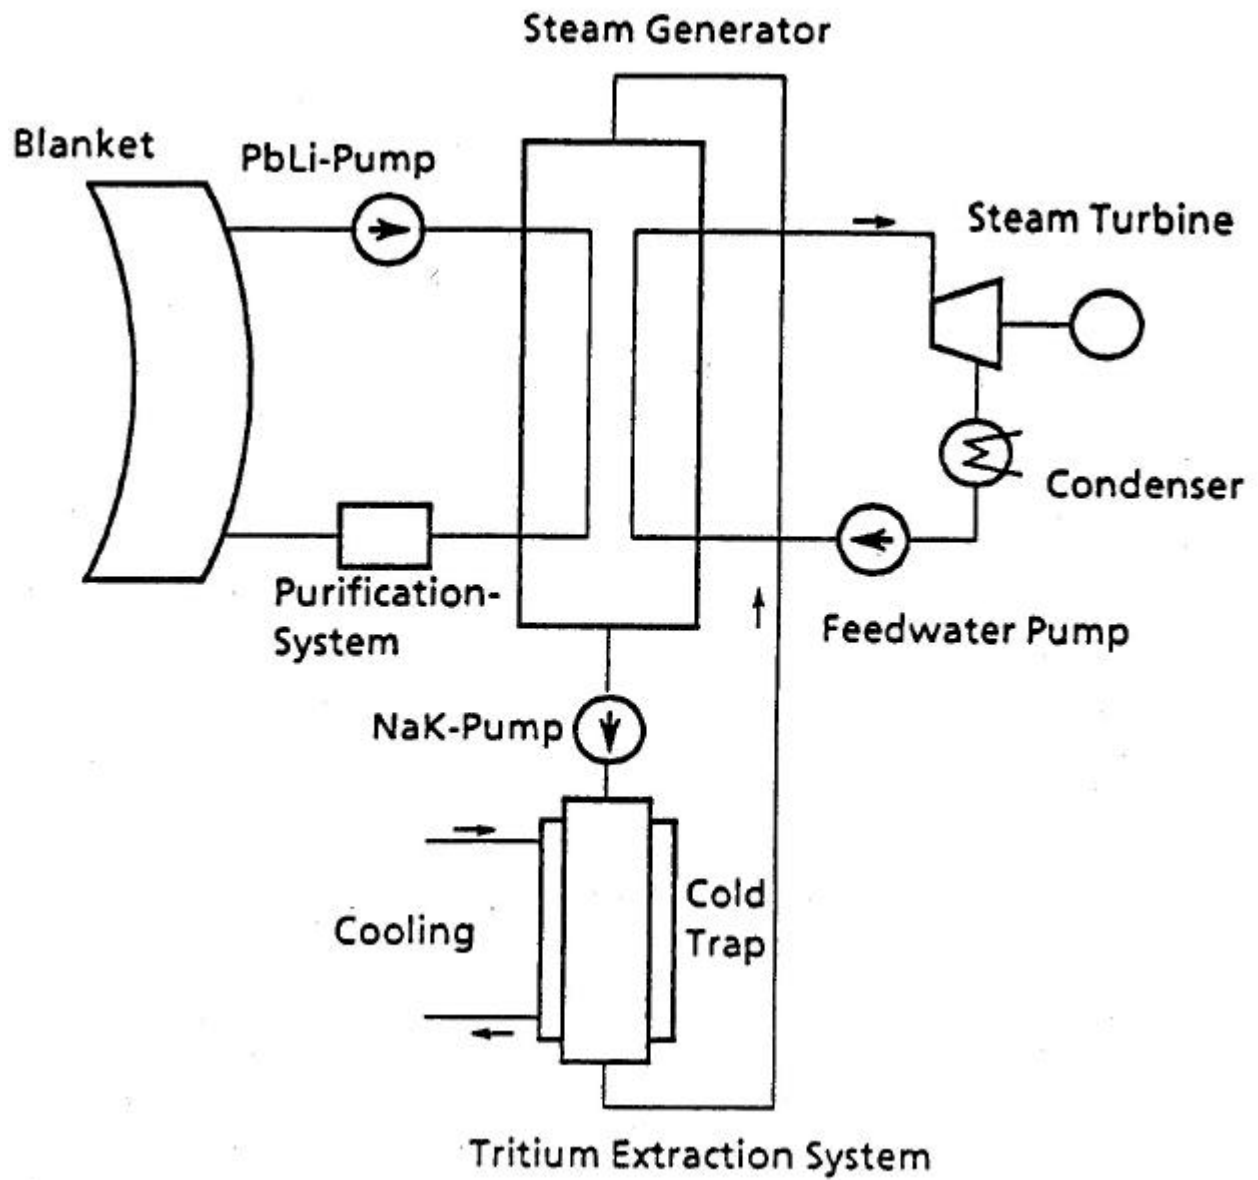 Steam Generator
Blanket
PbLi-Pump
Steam Turbine
Condenser
Purification-
System
Feedwater Pump
NaK-Pump
Cold
Trap
Cooling
Tritium Extraction System